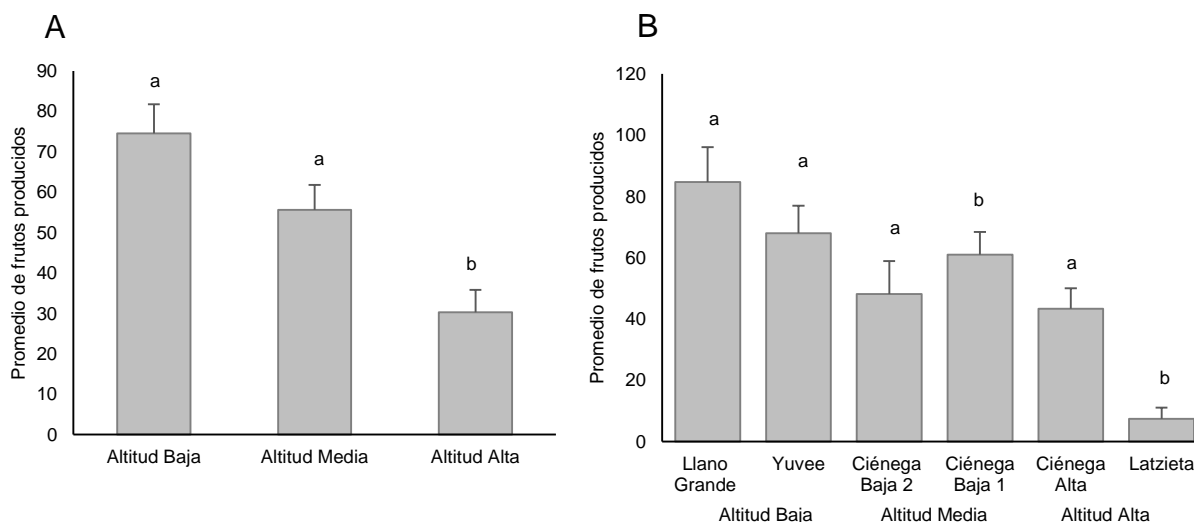 A
Promedio de frutos producidos
90
80
70
60
50
40
30
20
10
0
a
a
b
Altitud Baja
Altitud Media
Altitud Alta
B
Promedio de frutos producidos
120
100
80
60
40
20
0
a
a
a
b
a
b
Llano
Grande
Yuvee
Ciénega
Baja 2
Ciénega
Baja 1
Ciénega
Alta
Latzieta
Altitud Baja
Altitud Media
Altitud Alta